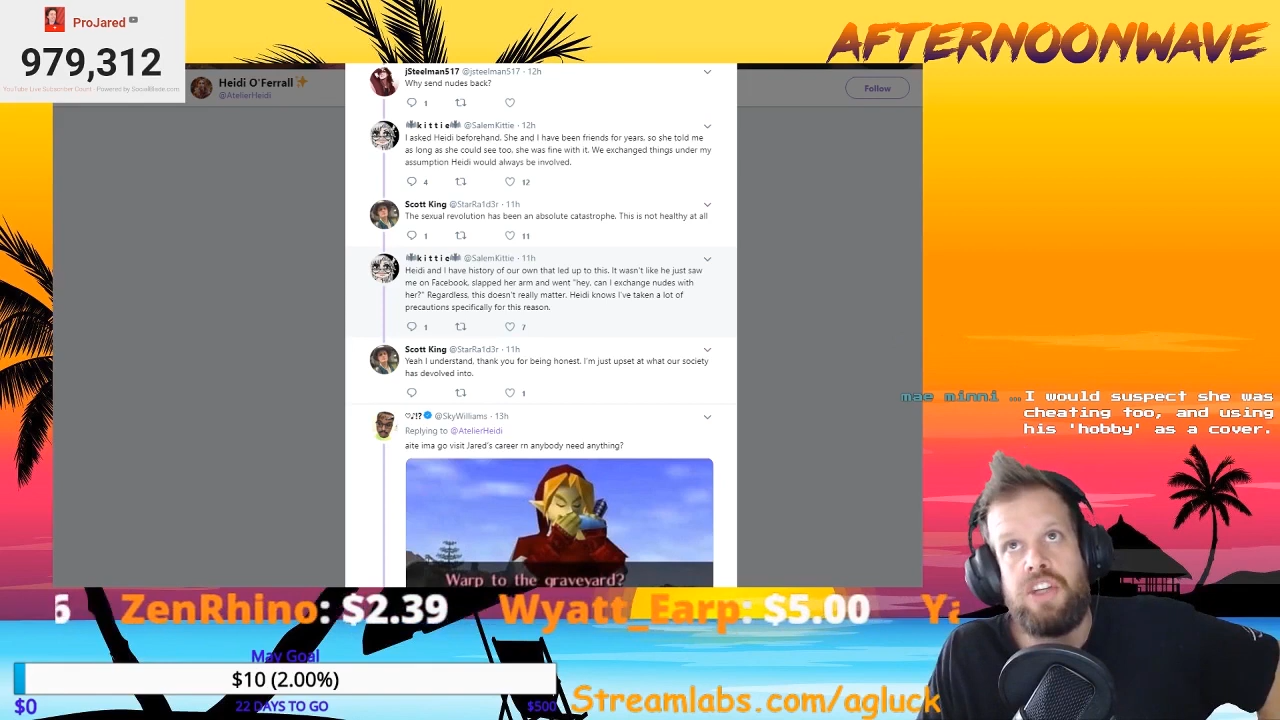 ProJared
979,312
YouTube Live Subscriber Count - Powered by SocialBlade.com
AFTERNOONWAVE
Heidi O'Ferrall✨
@AtelierHeidi
Follow
jSteelman517 @jsteelman517 · 12h
Why send nudes back?
1
k i t t i e @SalemKittie · 12h
I asked Heidi beforehand. She and I have been friends for years, so she told me
as long as she could see too, she was fine with it. We exchanged things under my
assumption Heidi would always be involved.
4 12
Scott King @StarRa1d3r · 11h
The sexual revolution has been an absolute catastrophe. This is not healthy at all
1 11
k i t t i e @SalemKittie · 11h
Heidi and I have history of our own that led up to this. It wasn't like he just saw
me on Facebook, slapped her arm and went "hey, can I exchange nudes with
her?" Regardless, this doesn't really matter. Heidi knows I've taken a lot of
precautions specifically for this reason.
1 7
Scott King @StarRa1d3r · 11h
Yeah I understand, thank you for being honest. I'm just upset at what our society
has devolved into.
1
@SkyWilliams · 13h
Replying to @AtelierHeidi
aite ima go visit Jared's career rn anybody need anything?
Warp to the graveyard?
mae minni ... I would suspect she was
cheating too, and using
his 'hobby' as a cover.
6 ZenRhino: $2.39 Wyatt_Earp: $5.00 Ya
May Goal
$10 (2.00%)
$0 22 DAYS TO GO $500
Streamlabs.com/agluck